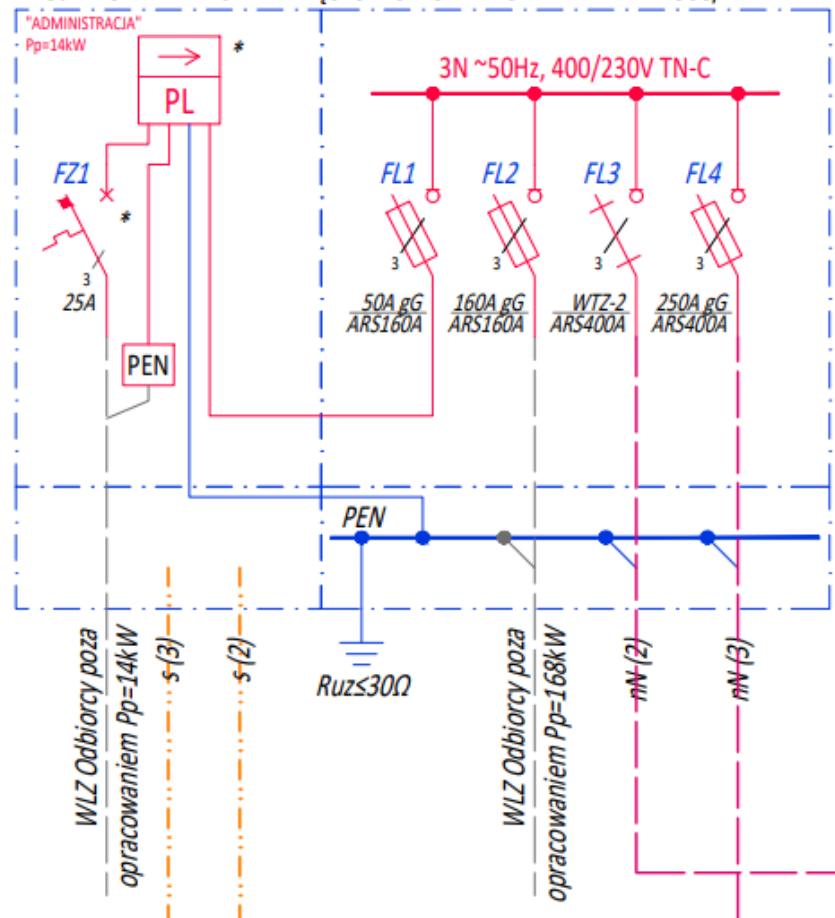 "ADMINISTRACJA"
Pp=14kW
*
PL
3N ~50Hz, 400/230V TN-C
FZ1
*
3
25A
FL1
FL2
FL3
FL4
3
3
3
3
50A gG
ARS160A
160A gG
ARS160A
WTZ-2
ARS400A
250A gG
ARS400A
PEN
PEN
Ruz≤30Ω
WLZ Odbiorcy poza
opracowaniem Pp=14kW
s (3)
s (2)
WLZ Odbiorcy poza
opracowaniem Pp=168kW
nN (2)
nN (3)